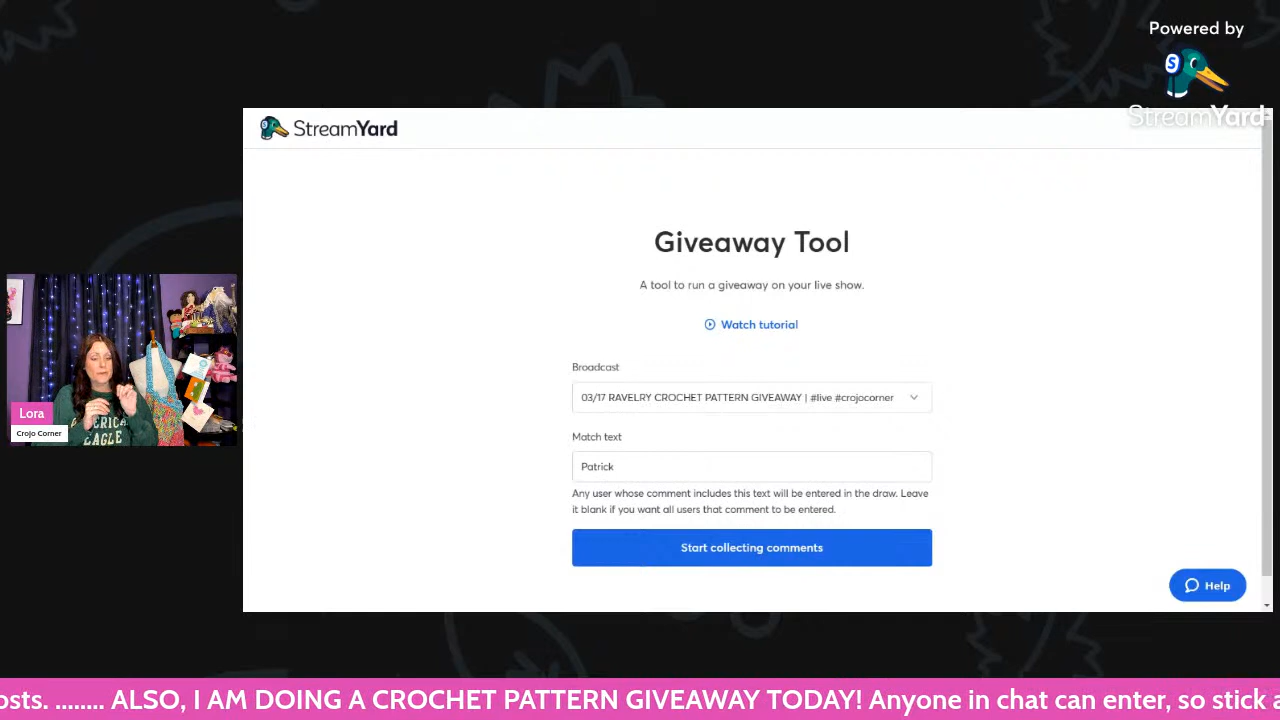 Powered by
StreamYard
StreamYard
Giveaway Tool
A tool to run a giveaway on your live show.
Watch tutorial
Broadcast
03/17 RAVELRY CROCHET PATTERN GIVEAWAY | #live #crojocorner
Match text
Patrick
Any user whose comment includes this text will be entered in the draw. Leave
it blank if you want all users that comment to be entered.
Start collecting comments
Help
Lora
Crojo Corner
AMERICA
EAGLE
osts. ........ ALSO, I AM DOING A CROCHET PATTERN GIVEAWAY TODAY! Anyone in chat can enter, so stick a